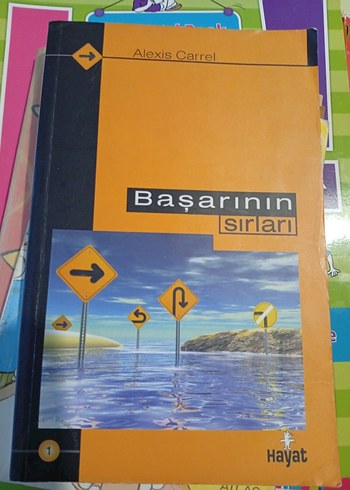 Alexis Carrel
Başarının
sırları
1
Hayat